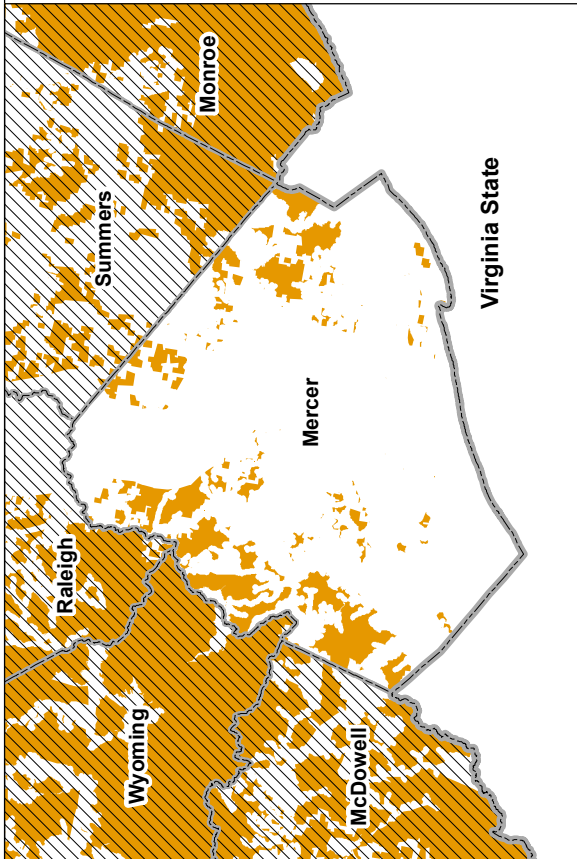 Monroe
Summers
Raleigh
Wyoming
McDowell
Mercer
Virginia State